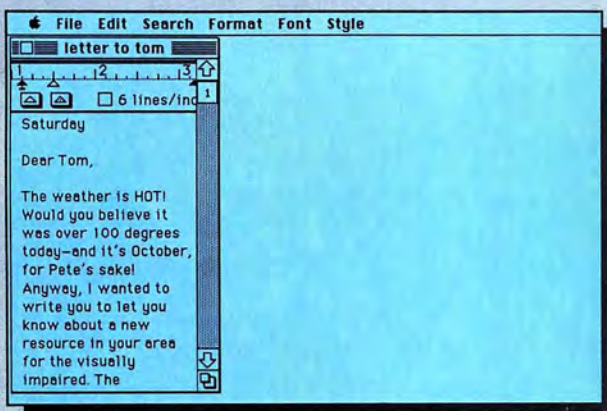 File Edit Search Format Font Style
letter to tom
1 2 3
6 lines/inc
1
Saturday
Dear Tom,
The weather is HOT!
Would you believe it
was over 100 degrees
today—and it's October,
for Pete's sake!
Anyway, I wanted to
write you to let you
know about a new
resource in your area
for the visually
impaired. The